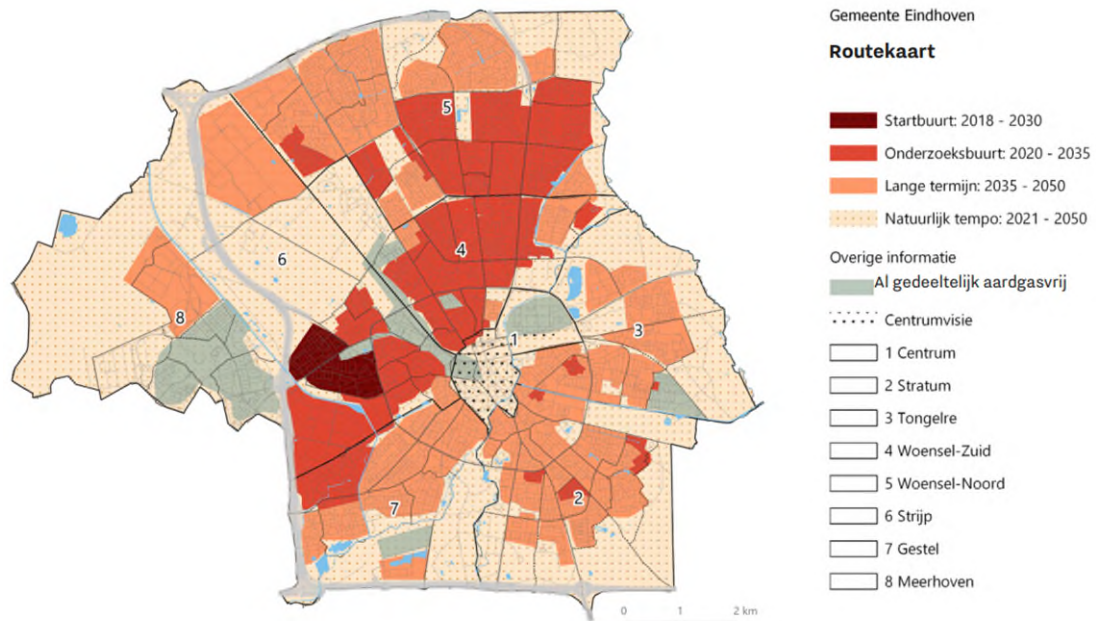 Gemeente Eindhoven
Routekaart
Startbuurt: 2018 - 2030
Onderzoeksbuurt: 2020 - 2035
Lange termijn: 2035 - 2050
Natuurlijk tempo: 2021 - 2050
Overige informatie
Al gedeeltelijk aardgasvrij
Centrumvisie
1 Centrum
2 Stratum
3 Tongelre
4 Woensel-Zuid
5 Woensel-Noord
6 Strijp
7 Gestel
8 Meerhoven
5
4
6
8
1
3
2
7
0 1 2 km